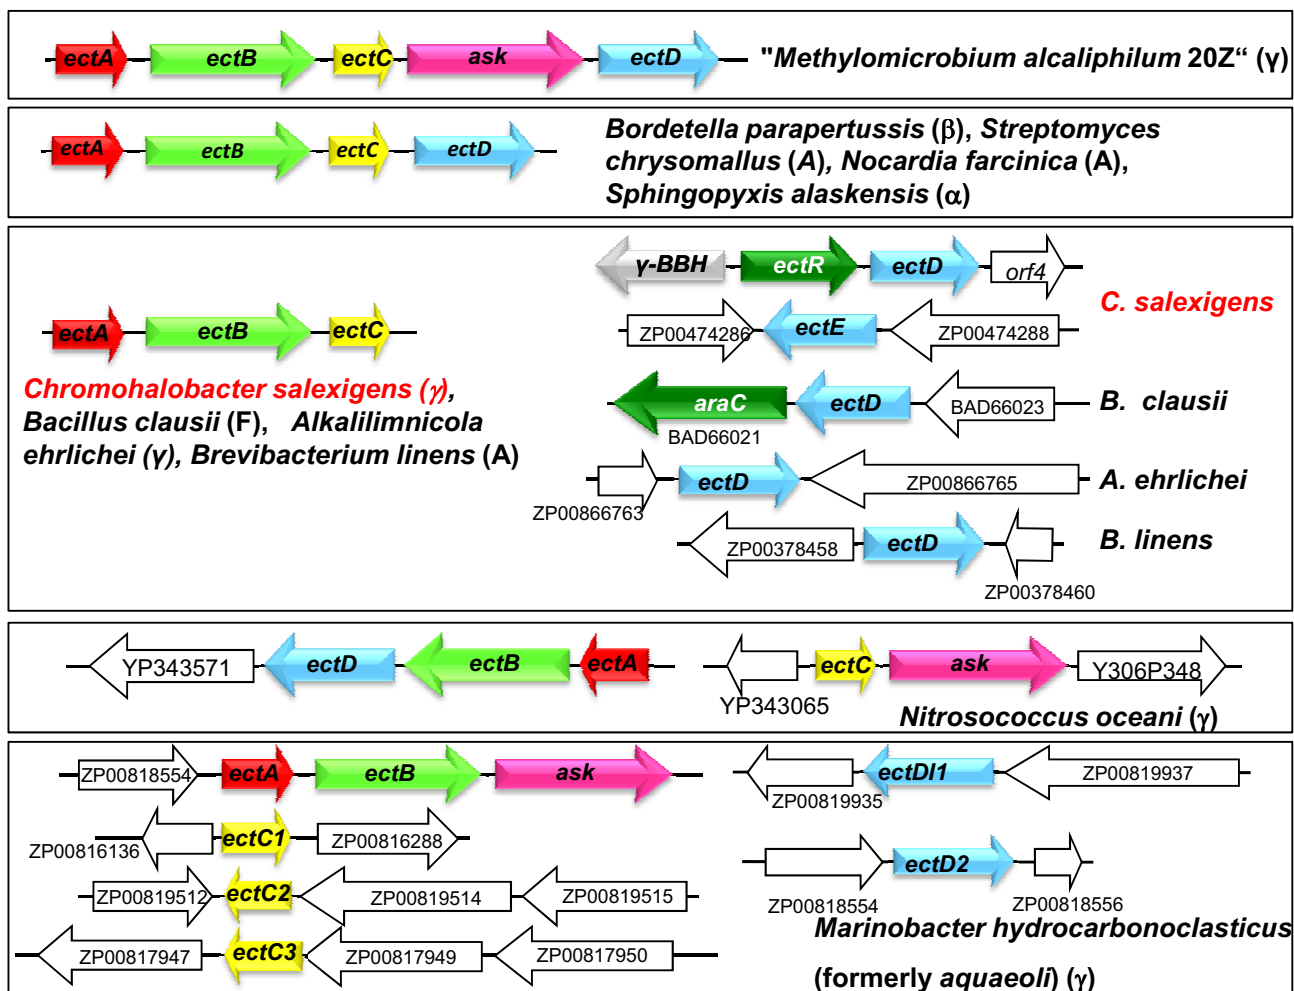 ectA ectB ectC ask ectD "Methylomicrobium alcaliphilum 20Z“ (γ)
ectA ectB ectC ectD
Bordetella parapertussis (β), Streptomyces
chrysomallus (A), Nocardia farcinica (A),
Sphingopyxis alaskensis (α)
ectA ectB ectC
Chromohalobacter salexigens (γ),
Bacillus clausii (F), Alkalilimnicola
ehrlichei (γ), Brevibacterium linens (A)
γ-BBH ectR ectD orf4
C. salexigens
ZP00474286 ectE ZP00474288
araC ectD BAD66023 B. clausii
BAD66021
ectD ZP00866765 A. ehrlichei
ZP00866763
ZP00378458 ectD B. linens
ZP00378460
YP343571 ectD ectB ectA
ectC ask Y306P348
YP343065
Nitrosococcus oceani (γ)
ZP00818554 ectA ectB ask
ectC1 ZP00816288
ZP00816136
ZP00819512 ectC2 ZP00819514 ZP00819515
ZP00817947 ectC3 ZP00817949 ZP00817950
ectDI1 ZP00819937
ZP00819935
ectD2
ZP00818554 ZP00818556
Marinobacter hydrocarbonoclasticus
(formerly aquaeoli) (γ)